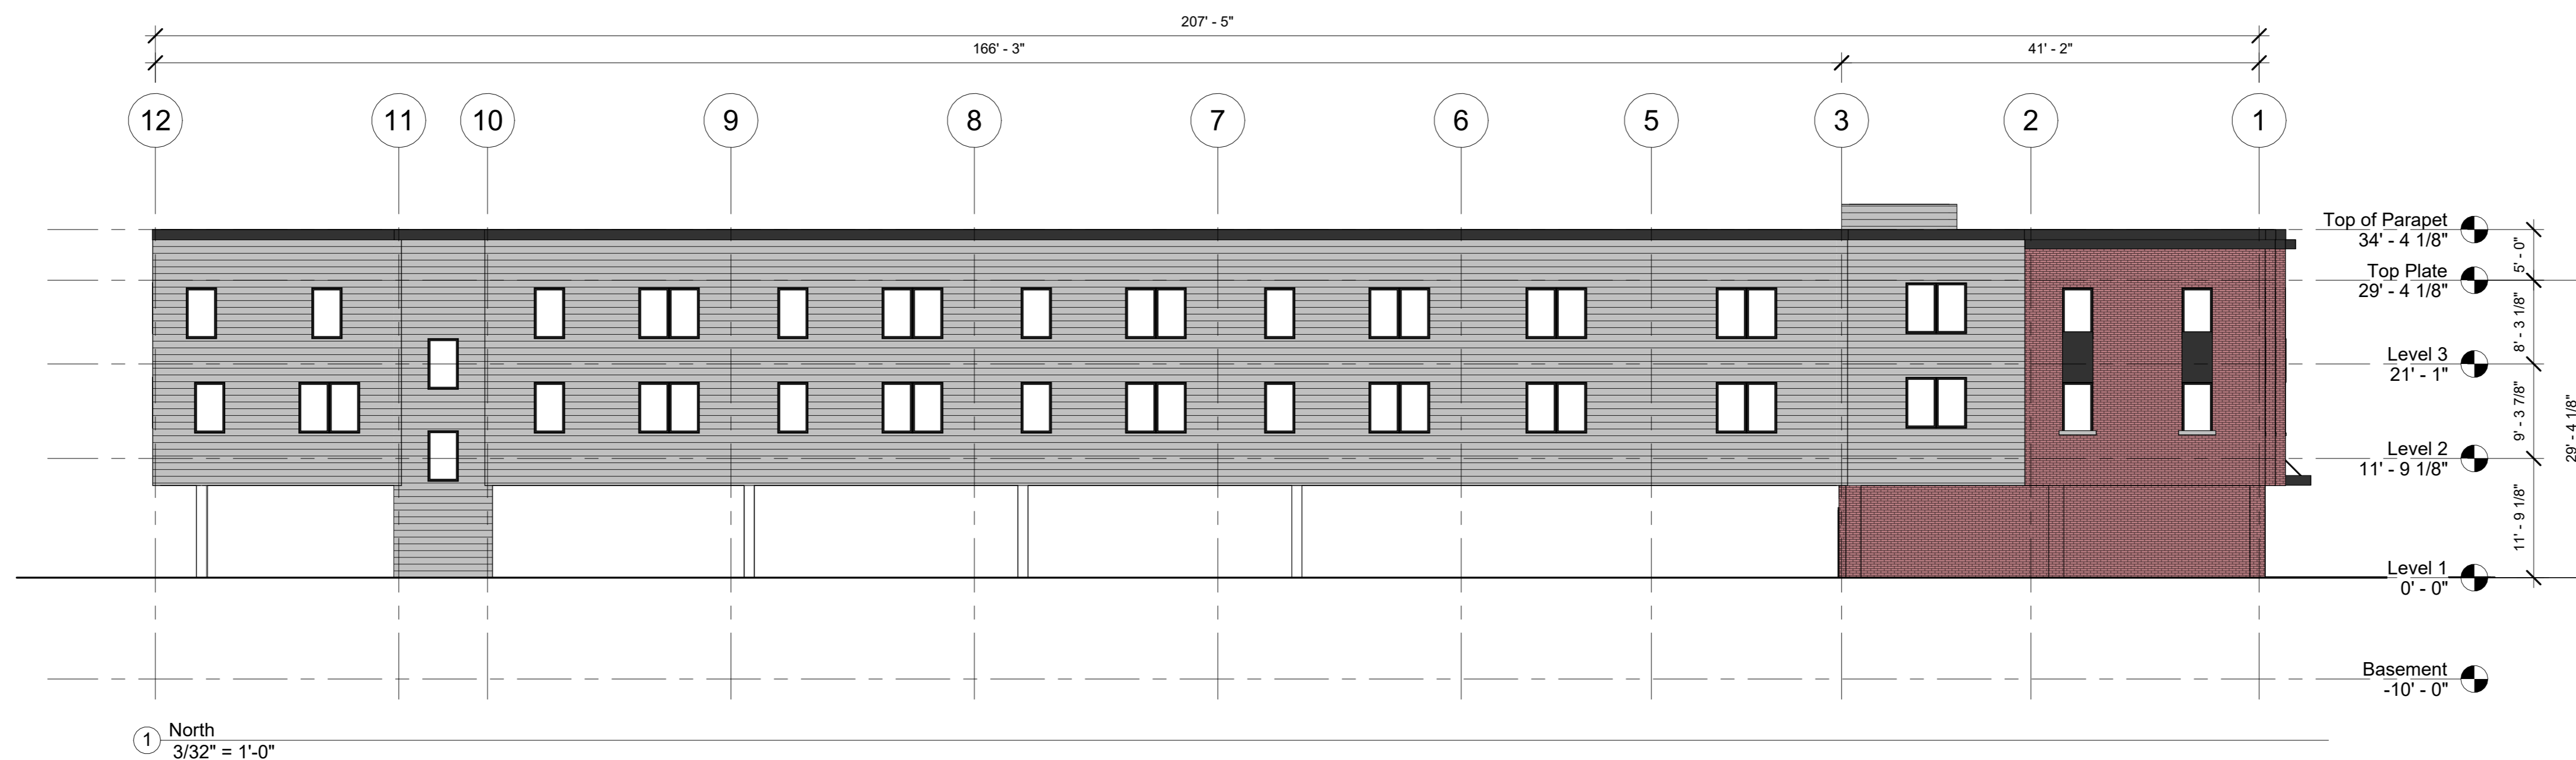 207' - 5"
166' - 3"
41' - 2"
12
11
10
9
8
7
6
5
3
2
1
Top of Parapet
34' - 4 1/8"
5' - 0"
Top Plate
29' - 4 1/8"
8' - 3 1/8"
Level 3
21' - 1"
9' - 3 7/8"
29' - 4 1/8"
Level 2
11' - 9 1/8"
11' - 9 1/8"
Level 1
0' - 0"
Basement
-10' - 0"
1
North
3/32" = 1'-0"